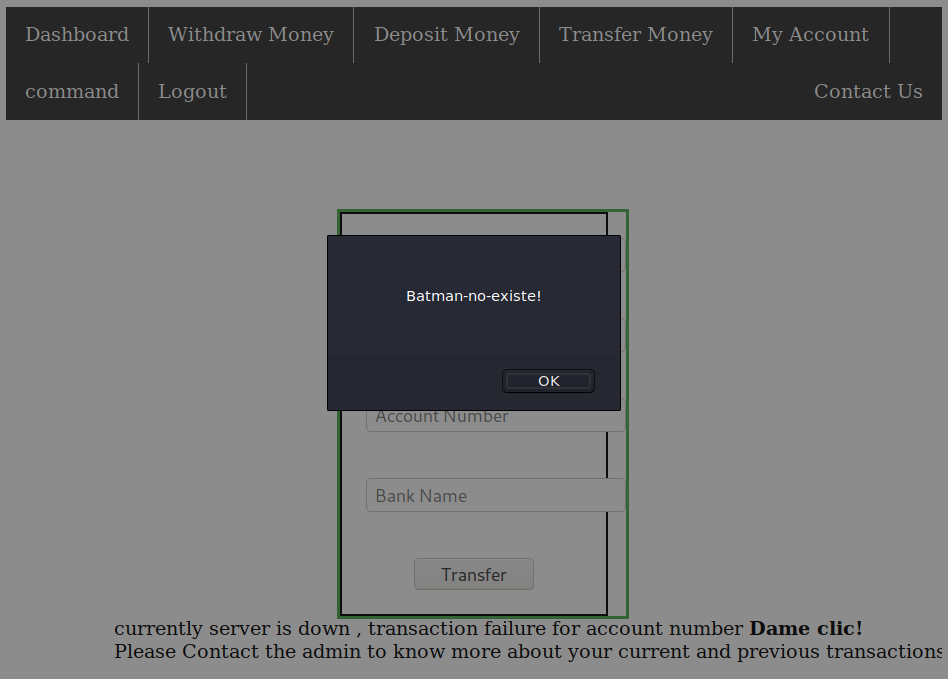 Dashboard Withdraw Money Deposit Money Transfer Money My Account
command Logout Contact Us
Batman-no-existe!
OK
Account Number
Bank Name
Transfer
currently server is down , transaction failure for account number Dame clic!
Please Contact the admin to know more about your current and previous transactions